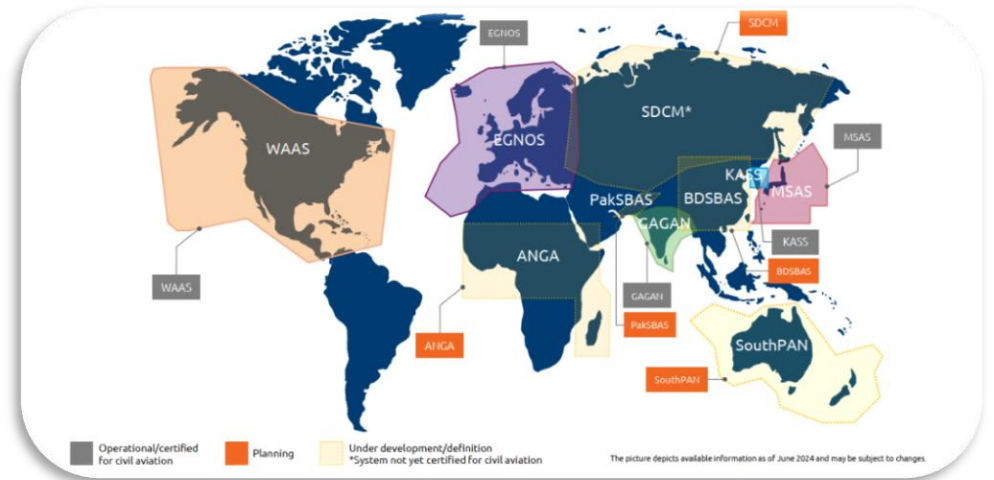 SDCM
EGNOS
SDCM*
MSAS
WAAS
EGNOS
KASS
MSAS
PakSBAS
BDSBAS
GAGAN
KASS
ANGA
BDSBAS
WAAS
GAGAN
PakSBAS
ANGA
SouthPAN
SouthPAN
Operational/certified
for civil aviation
Planning
Under development/definition
*System not yet certified for civil aviation
The picture depicts available information as of June 2024 and may be subject to changes.